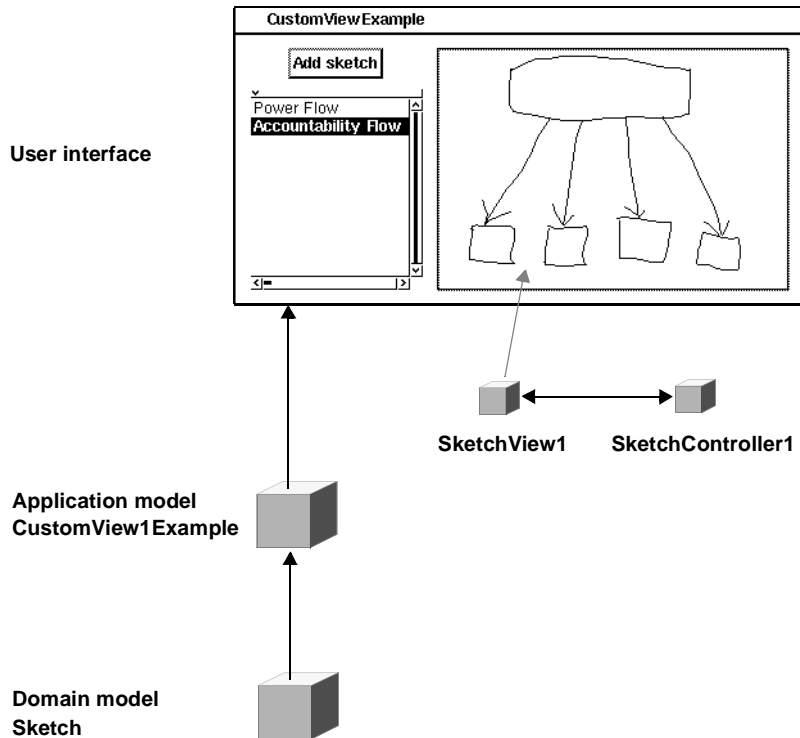 CustomViewExample
Add sketch
Power Flow
Accountability Flow
User interface
SketchView1
SketchController1
Application model
CustomView1Example
Domain model
Sketch